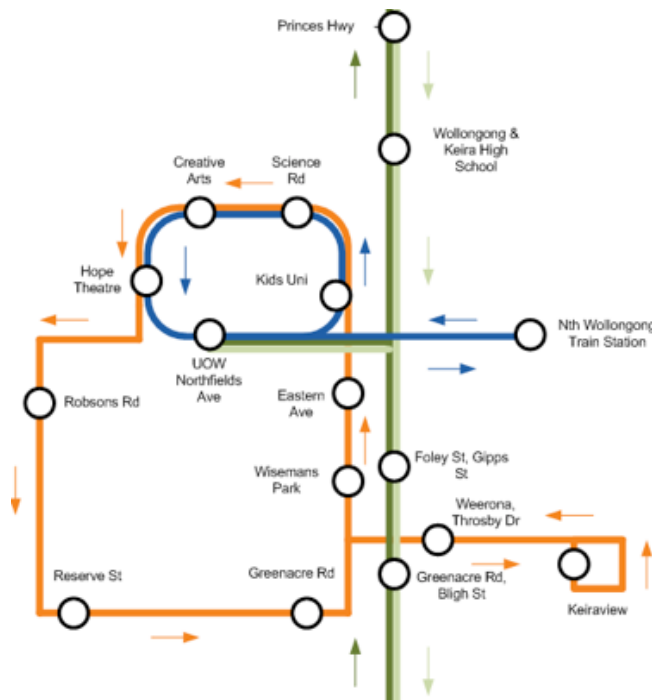 Princes Hwy
Wollongong &
Keira High
School
Creative
Arts
Science
Rd
Hope
Theatre
Kids Uni
Nth Wollongong
Train Station
UOW
Northfields
Ave
Eastern
Ave
Robsons Rd
Foley St, Gipps
St
Wisemans
Park
Weerona,
Throsby Dr
Reserve St
Greenacre Rd
Greenacre Rd,
Bligh St
Keiraview